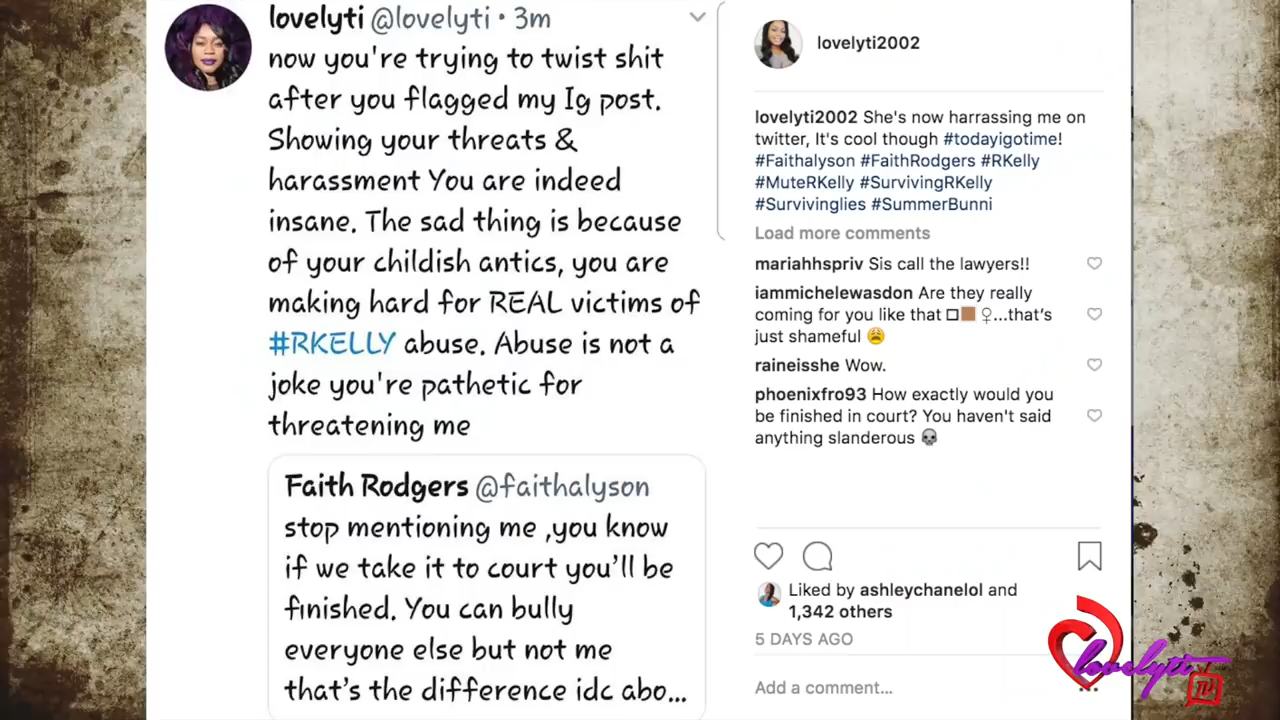 lovelyti @lovelyti • 3m
now you're trying to twist shit
after you flagged my Ig post.
Showing your threats &
harassment You are indeed
insane. The sad thing is because
of your childish antics, you are
making hard for REAL victims of
#RKELLY abuse. Abuse is not a
joke you're pathetic for
threatening me
Faith Rodgers @faithalyson
stop mentioning me ,you know
if we take it to court you'll be
finished. You can bully
everyone else but not me
that's the difference idc abo...
lovelyti2002
lovelyti2002 She's now harrassing me on
twitter, It's cool though #todayigotime!
#Faithalyson #FaithRodgers #RKelly
#MuteRKelly #SurvivingRKelly
#Survivinglies #SummerBunni
Load more comments
mariahhspriv Sis call the lawyers!!
iammichelewasdon Are they really
coming for you like that □🏽♀...that's
just shameful 😩
raineisshe Wow.
phoenixfro93 How exactly would you
be finished in court? You haven't said
anything slanderous 💀
Liked by ashleychanelol and
1,342 others
5 DAYS AGO
Add a comment...
lovelyti
TV